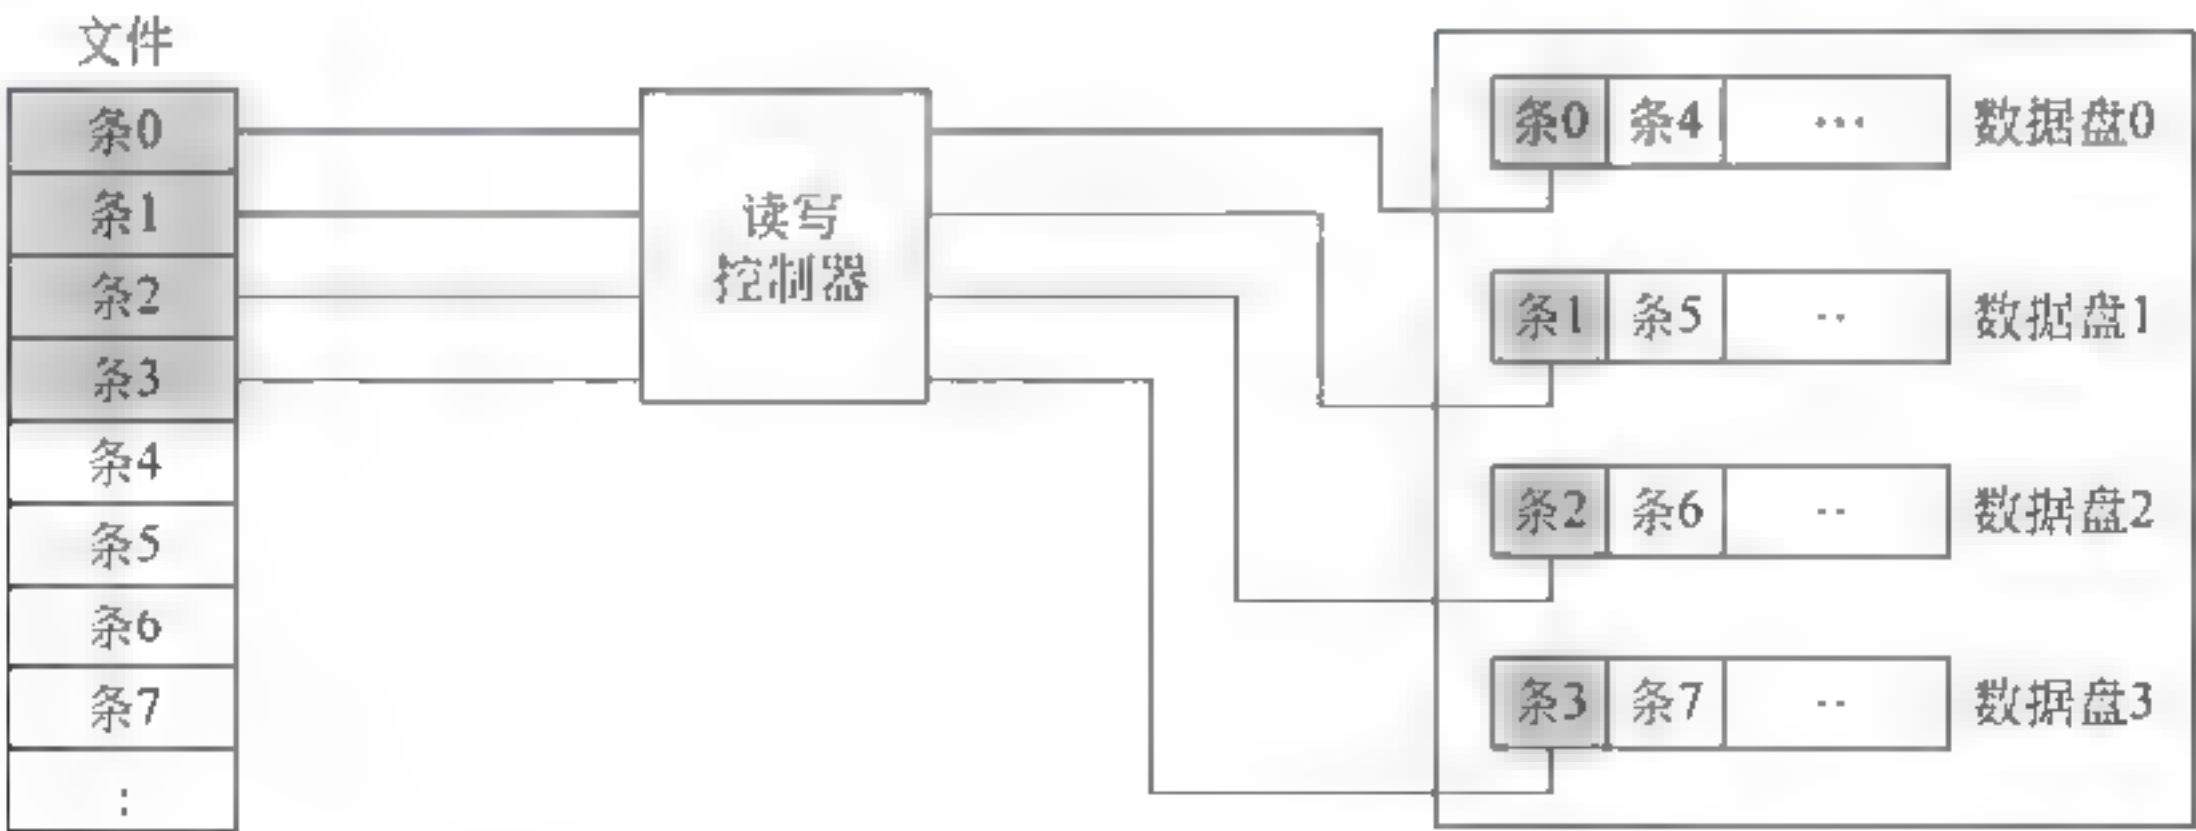 文件
条0
条1
条2
条3
条4
条5
条6
条7
:
读写
控制器
条0 条4 ··· 数据盘0
条1 条5 ·· 数据盘1
条2 条6 ·· 数据盘2
条3 条7 ·· 数据盘3